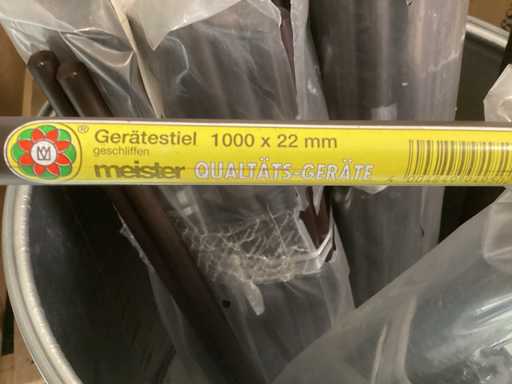 ® Gerätestiel 1000 x 22 mm
geschliffen
meister QUALTÄTS-GERÄTE